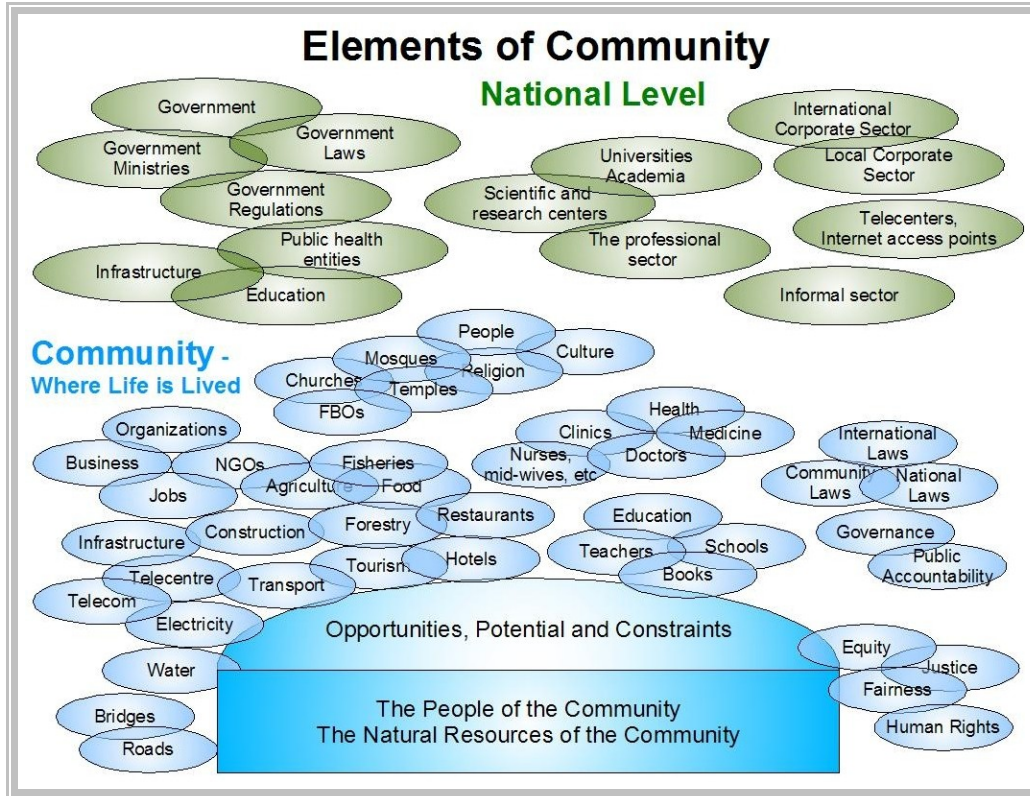 Elements of Community
National Level
Government
Government
Laws
Government
Ministries
Government
Regulations
Public health
entities
Infrastructure
Education
Universities
Academia
Scientific and
research centers
The professional
sector
International
Corporate Sector
Local Corporate
Sector
Telecenters,
Internet access points
Informal sector
Community -
Where Life is Lived
People
Mosques
Culture
Churches
Religion
Temples
FBOs
Organizations
Business
NGOs
Jobs
Fisheries
Agriculture
Food
Construction
Forestry
Restaurants
Infrastructure
Tourism
Hotels
Telecentre
Transport
Telecom
Electricity
Water
Bridges
Roads
Health
Clinics
Medicine
Nurses,
mid-wives, etc
Doctors
Education
Teachers
Schools
Books
International
Laws
Community
Laws
National
Laws
Governance
Public
Accountability
Equity
Justice
Fairness
Human Rights
Opportunities, Potential and Constraints
The People of the Community
The Natural Resources of the Community